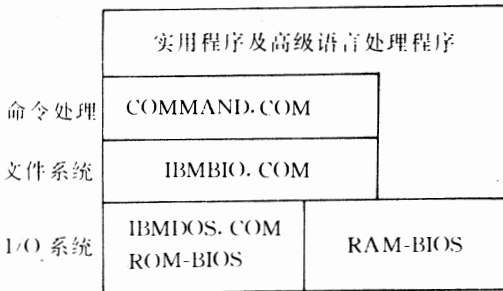 实用程序及高级语言处理程序
命令处理 COMMAND.COM
文件系统 IBMBIO.COM
IBMDOS.COM
I/O 系统 RAM-BIOS
ROM-BIOS